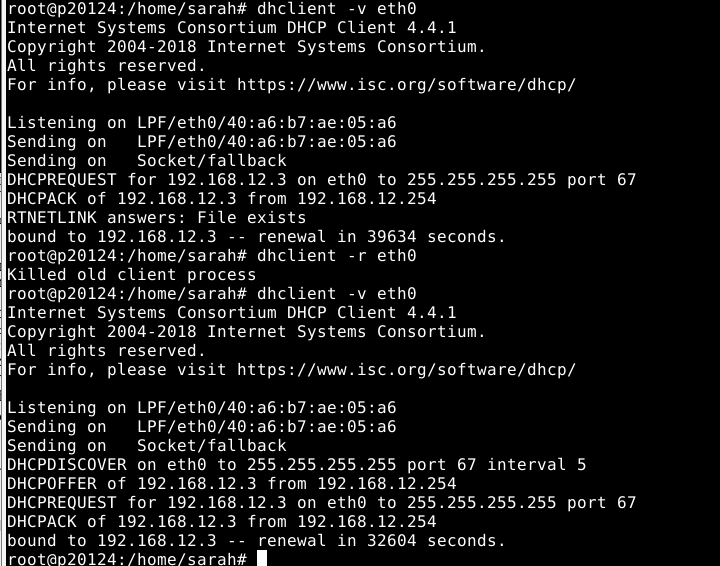 root@p20124:/home/sarah# dhclient -v eth0
Internet Systems Consortium DHCP Client 4.4.1
Copyright 2004-2018 Internet Systems Consortium.
All rights reserved.
For info, please visit https://www.isc.org/software/dhcp/

Listening on LPF/eth0/40:a6:b7:ae:05:a6
Sending on   LPF/eth0/40:a6:b7:ae:05:a6
Sending on   Socket/fallback
DHCPREQUEST for 192.168.12.3 on eth0 to 255.255.255.255 port 67
DHCPACK of 192.168.12.3 from 192.168.12.254
RTNETLINK answers: File exists
bound to 192.168.12.3 -- renewal in 39634 seconds.
root@p20124:/home/sarah# dhclient -r eth0
Killed old client process
root@p20124:/home/sarah# dhclient -v eth0
Internet Systems Consortium DHCP Client 4.4.1
Copyright 2004-2018 Internet Systems Consortium.
All rights reserved.
For info, please visit https://www.isc.org/software/dhcp/

Listening on LPF/eth0/40:a6:b7:ae:05:a6
Sending on   LPF/eth0/40:a6:b7:ae:05:a6
Sending on   Socket/fallback
DHCPDISCOVER on eth0 to 255.255.255.255 port 67 interval 5
DHCPOFFER of 192.168.12.3 from 192.168.12.254
DHCPREQUEST for 192.168.12.3 on eth0 to 255.255.255.255 port 67
DHCPACK of 192.168.12.3 from 192.168.12.254
bound to 192.168.12.3 -- renewal in 32604 seconds.
root@p20124:/home/sarah#